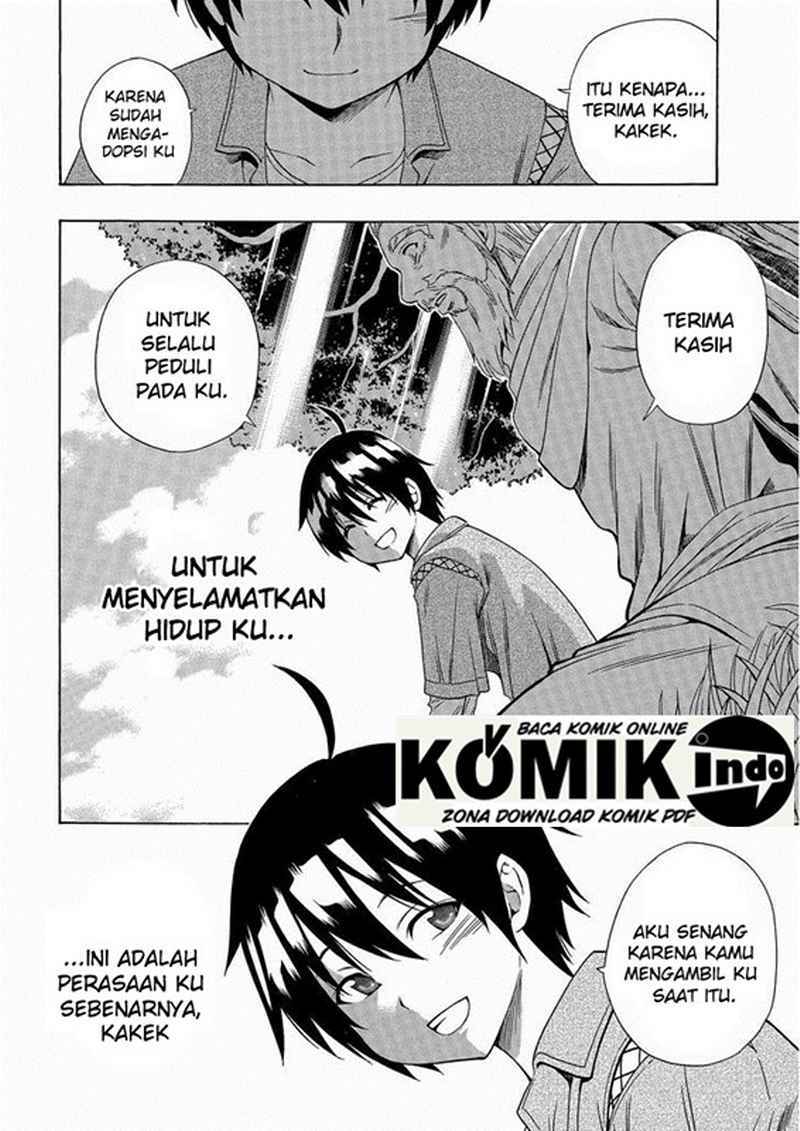 ITU KENAPA...
TERIMA KASIH,
KAKEK.
KARENA
SUDAH
MENGA-
DOPSI KU
TERIMA
KASIH
UNTUK
SELALU
PEDULI
PADA KU.
UNTUK
MENYELAMATKAN
HIDUP KU...
BACA KOMIK ONLINE
KOMIK indo
ZONA DOWNLOAD KOMIK PDF
AKU SENANG
KARENA KAMU
MENGAMBIL KU
SAAT ITU.
...INI ADALAH
PERASAAN KU
SEBENARNYA,
KAKEK